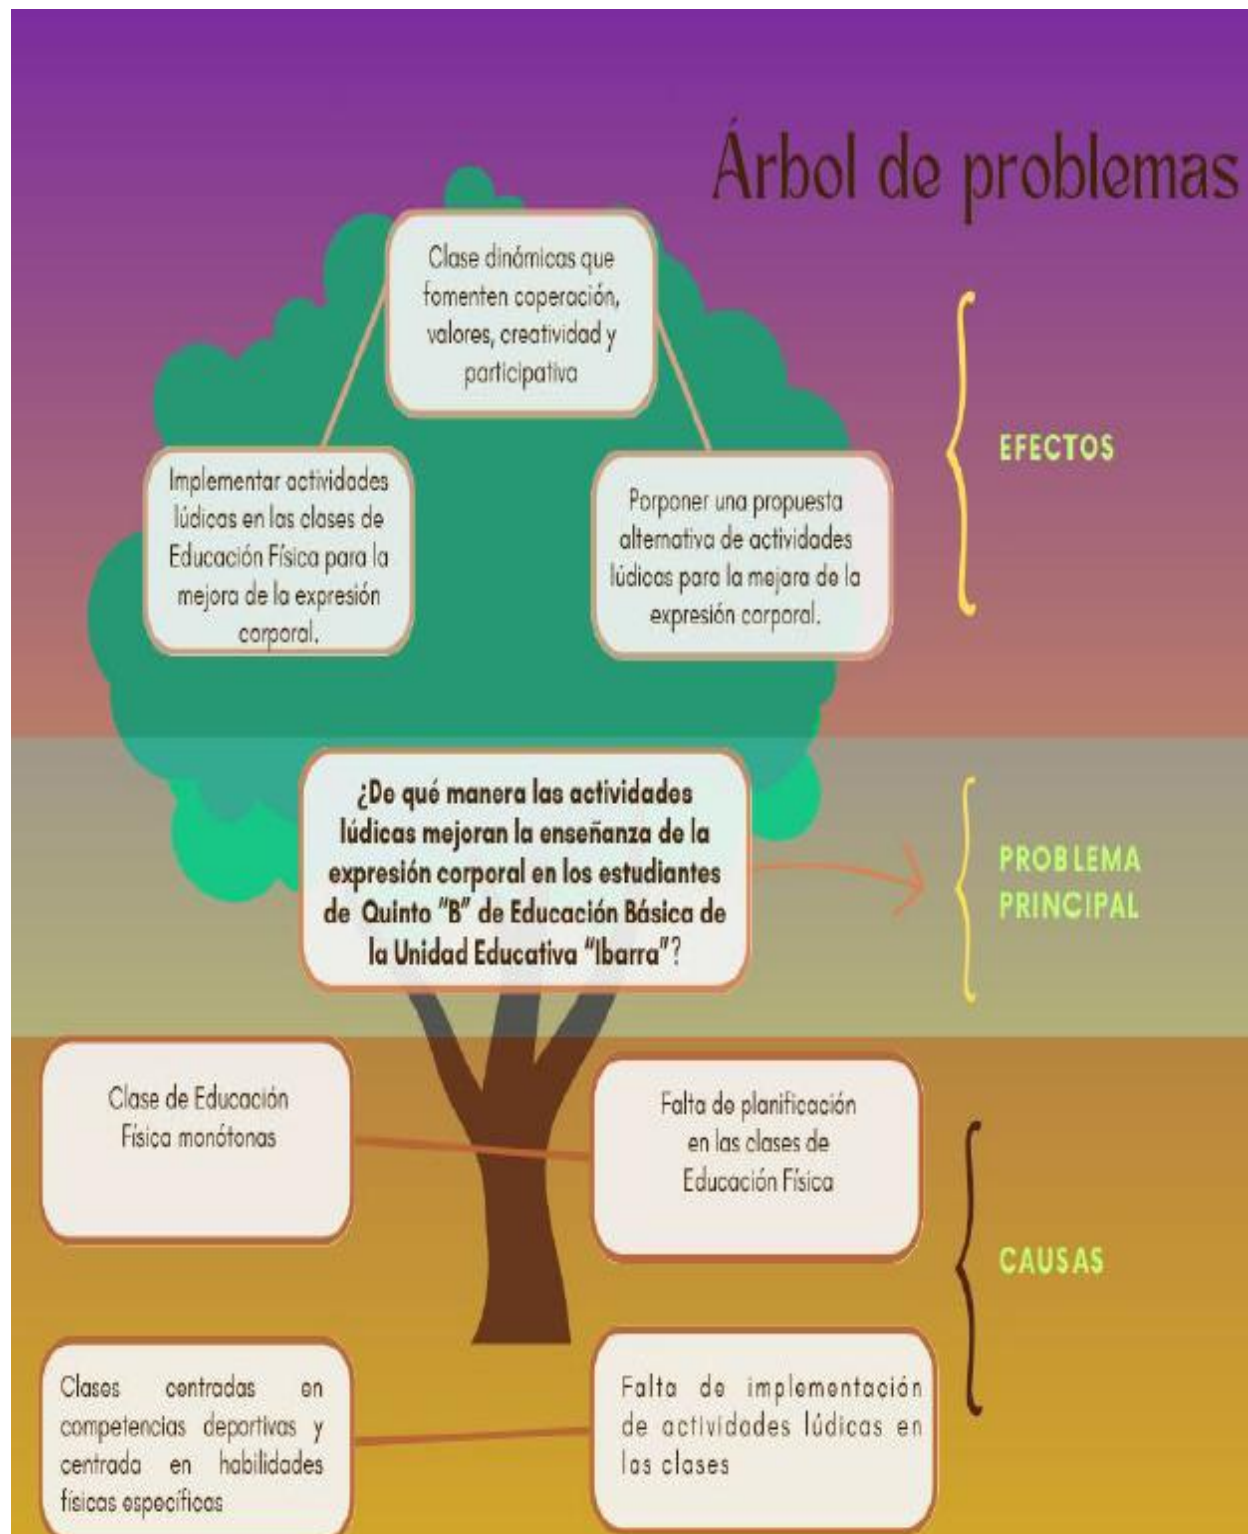 Árbol de problemas
Clase dinámicas que
fomenten coperación,
valores, creatividad y
participativa
Implementar actividades
lúdicas en las clases de
Educación Física para la
mejora de la expresión
corporal.
Porponer una propuesta
alternativa de actividades
lúdicas para la mejara de la
expresión corporal.
EFECTOS
¿De qué manera las actividades
lúdicas mejoran la enseñanza de la
expresión corporal en los estudiantes
de Quinto “B” de Educación Básica de
la Unidad Educativa “Ibarra”?
PROBLEMA
PRINCIPAL
Clase de Educación
Física monótonas
Falta de planificación
en las clases de
Educación Física
CAUSAS
Clases centradas en
competencias deportivas y
centrada en habilidades
físicas específicas
Falta de implementación
de actividades lúdicas en
las clases